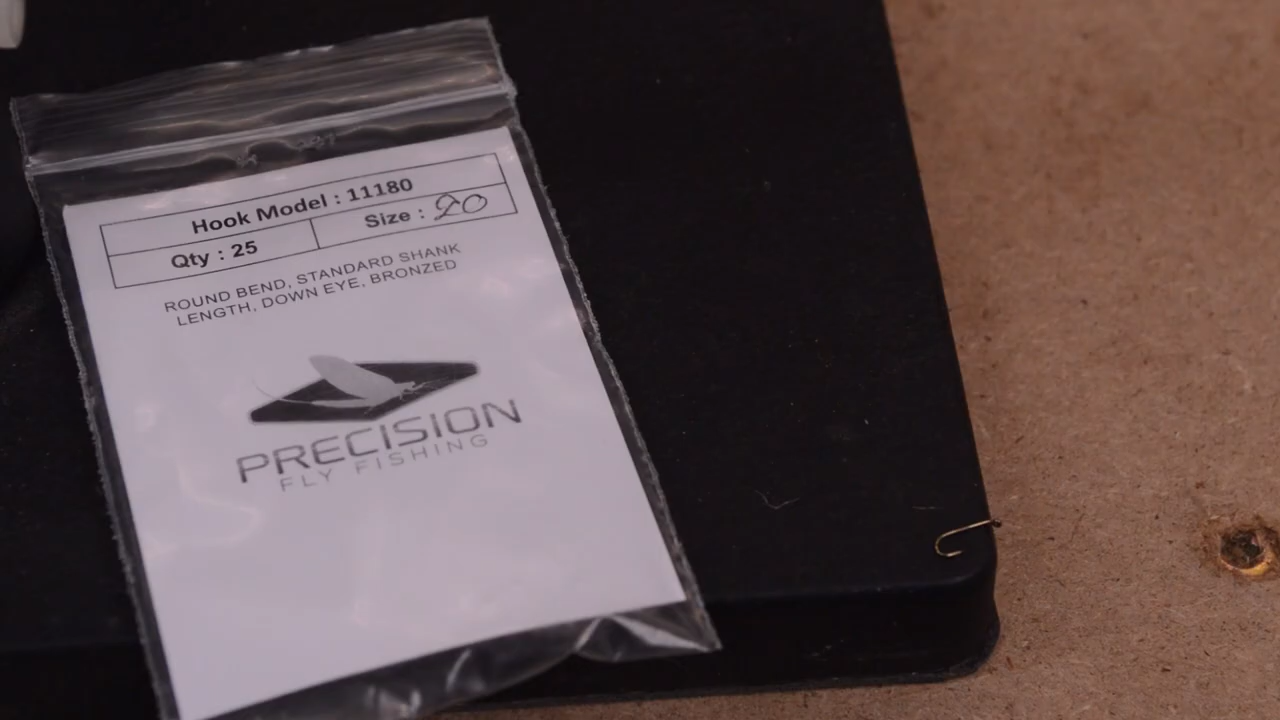 Hook Model : 11180
Qty : 25 Size : 20
ROUND BEND, STANDARD SHANK
LENGTH, DOWN EYE, BRONZED
PRECISION
FLY FISHING